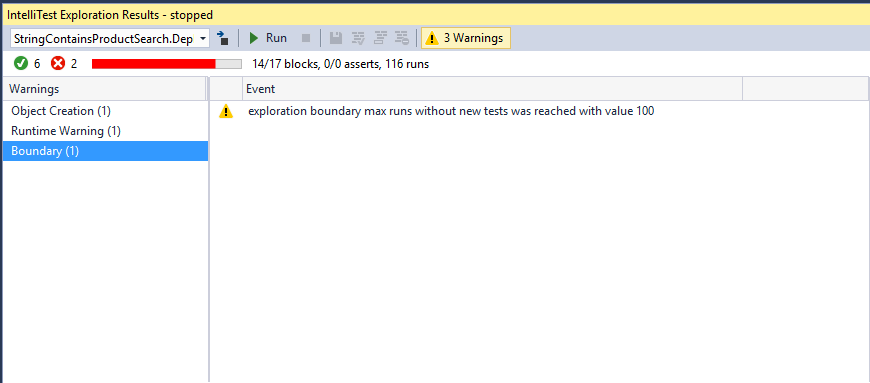 IntelliTest Exploration Results - stopped
StringContainsProductSearch.Dep Run 3 Warnings
6 2 14/17 blocks, 0/0 asserts, 116 runs
Warnings Event
Object Creation (1) exploration boundary max runs without new tests was reached with value 100
Runtime Warning (1)
Boundary (1)